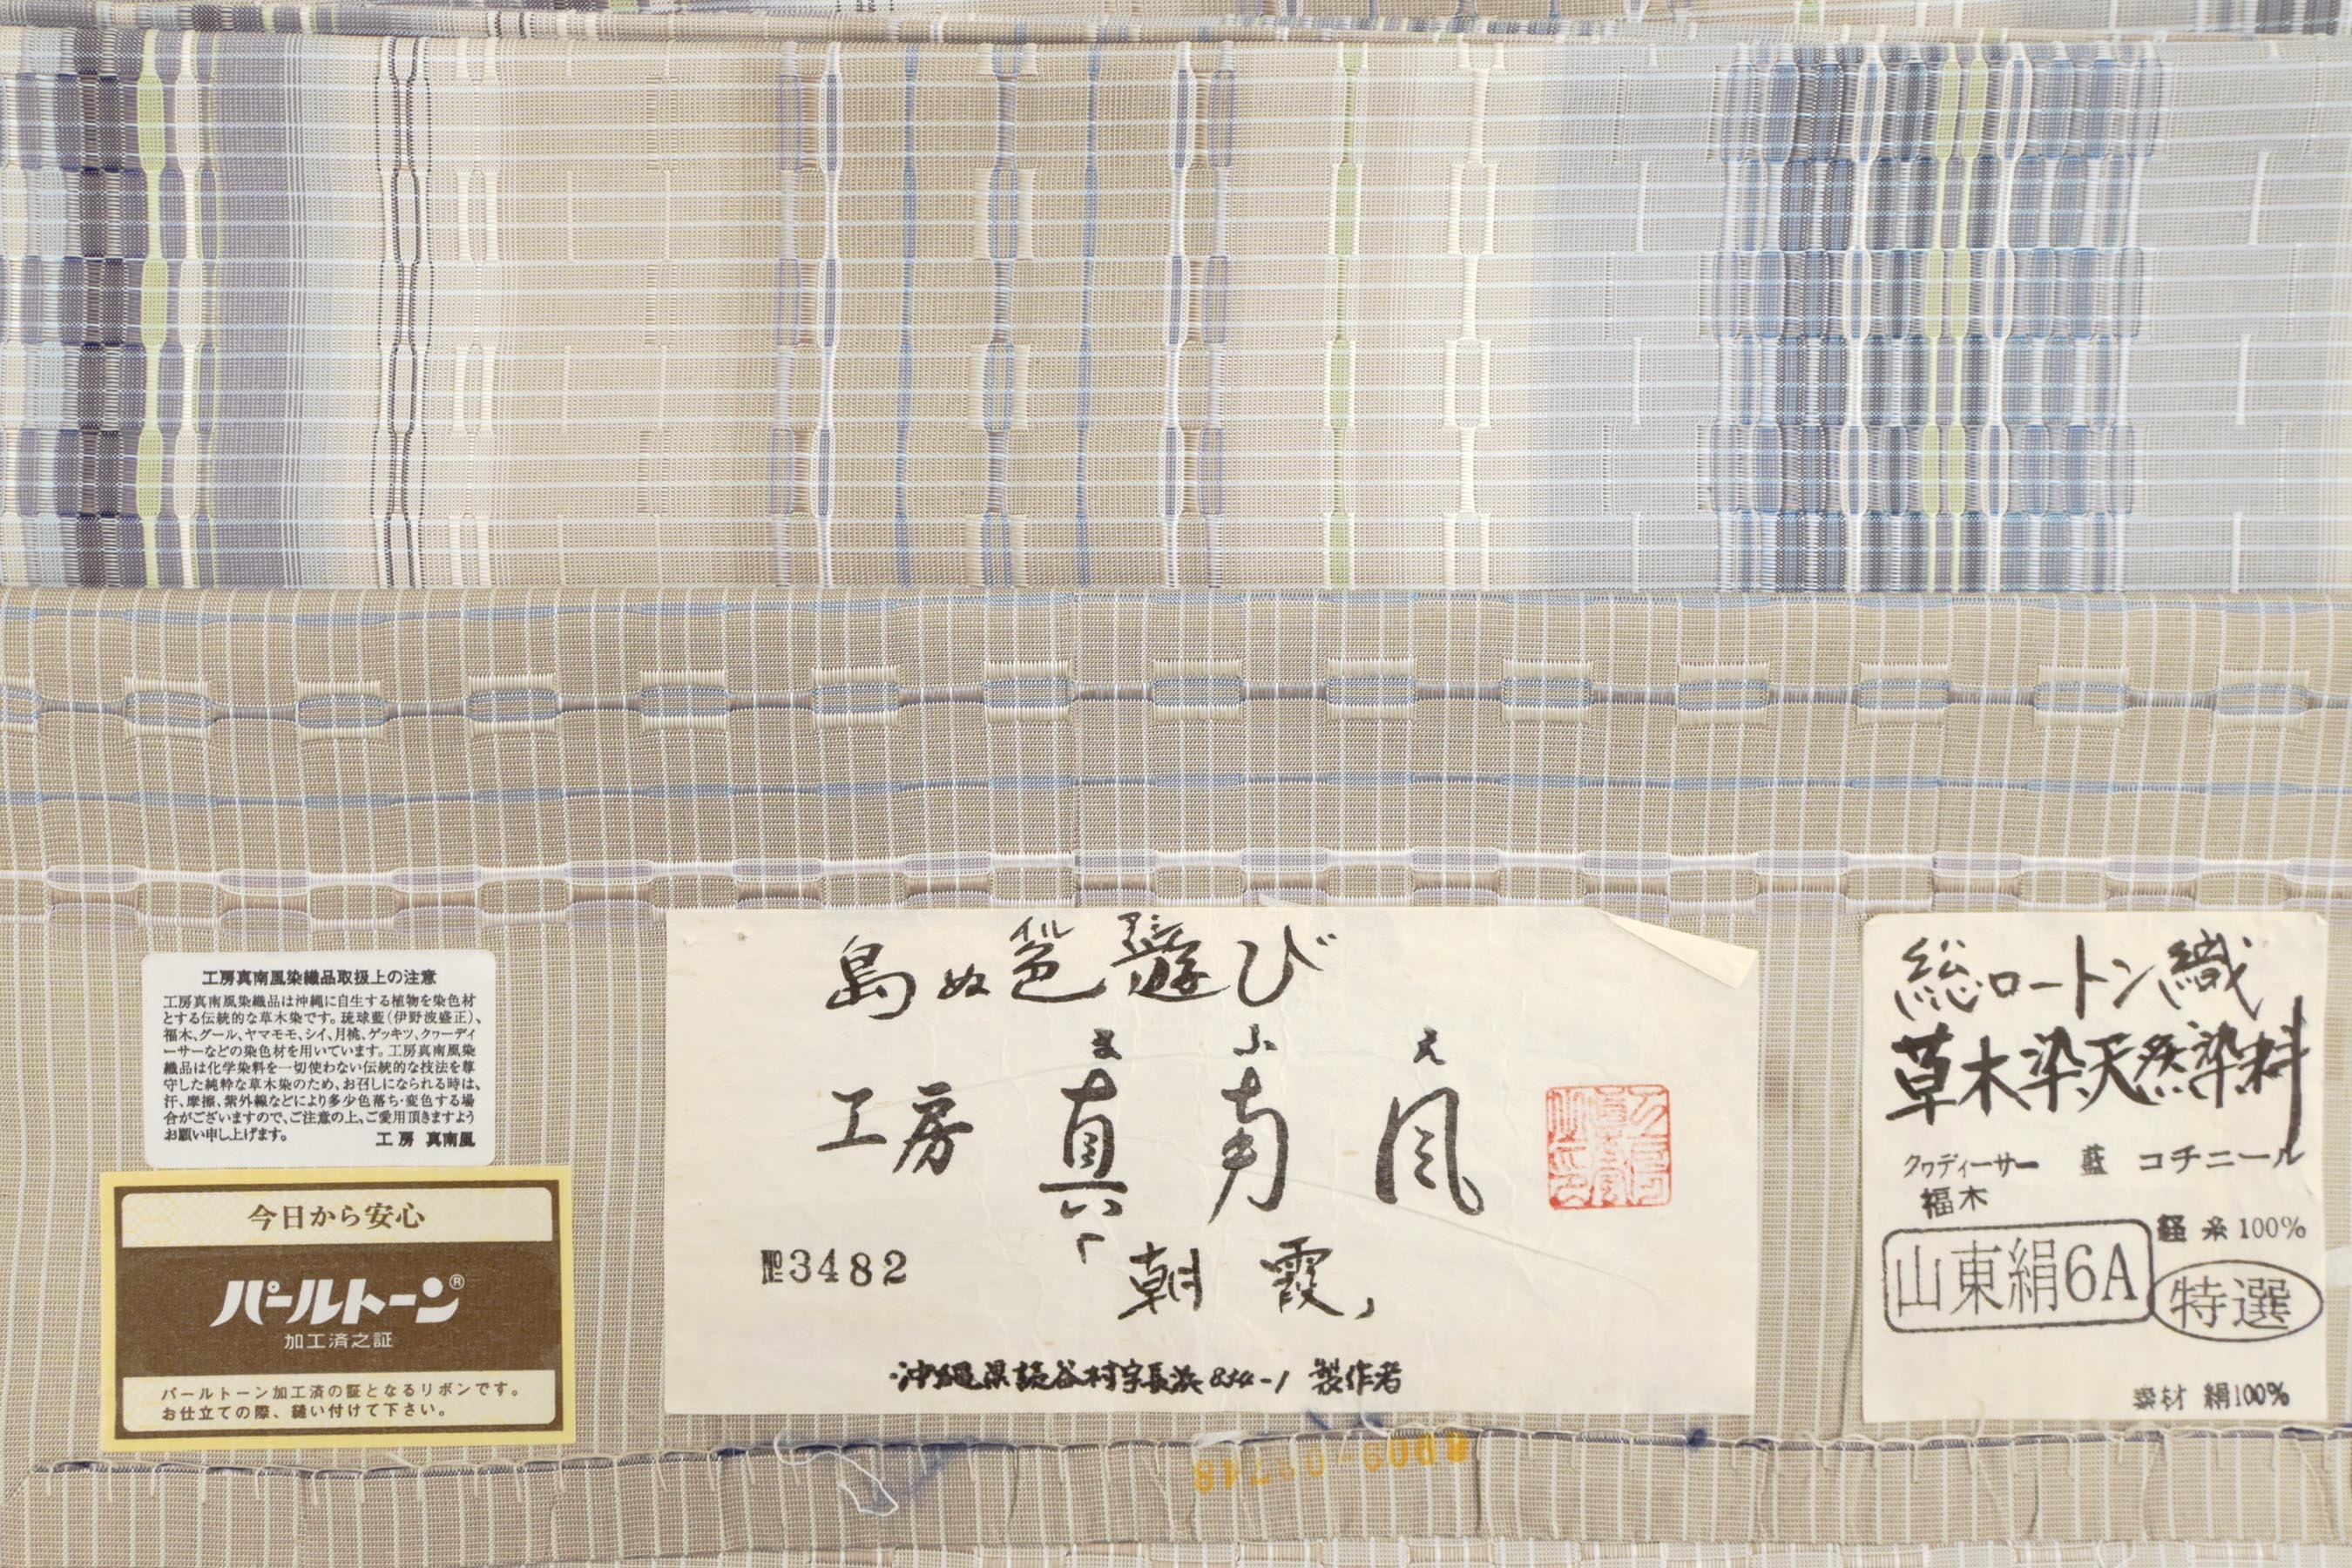 工房真南風染織品取扱上の注意
工房真南風染織品は沖縄に自生する植物を染色材
とする伝統的な草木染です。琉球藍(伊野波盛正)、
福木、グール、ヤマモモ、シイ、月桃、ゲッキツ、クヮーディ
ーサーなどの染色材を用いています。工房真南風染
織品は化学染料を一切使わない伝統的な技法を尊
守した純粋な草木染のため、お召しになられる時は、
汗、摩擦、紫外線などにより多少色落ち・変色する場
合がございますので、ご注意の上、ご愛用頂きますよう
お願い申し上げます。
工房 真南風
今日から安心
パールトーン®
加工済之証
パールトーン加工済の証となるリボンです。
お仕立ての際、縫い付けて下さい。
イル アシ
島ぬ色遊び
ま ふ え
工房 真南風
№3482
「朝霞」
沖縄県読谷村字長浜854-1 製作者
総ロートン織
草木染天然染料
クヮディーサー 藍 コチニール
福木
経糸100%
山東絹6A
特選
素材 絹100%